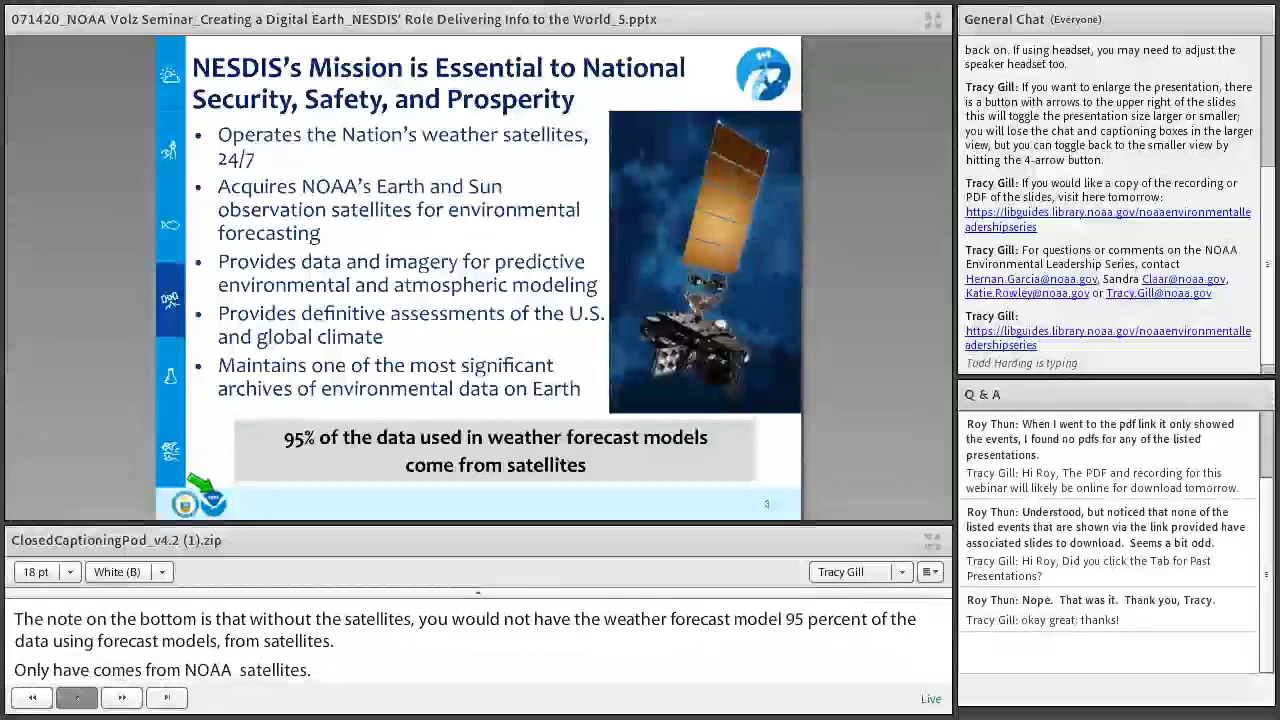 071420_NOAA Volz Seminar_Creating a Digital Earth_NESDIS' Role Delivering Info to the World_5.pptx
NESDIS's Mission is Essential to National
Security, Safety, and Prosperity
• Operates the Nation's weather satellites,
24/7
• Acquires NOAA's Earth and Sun
observation satellites for environmental
forecasting
• Provides data and imagery for predictive
environmental and atmospheric modeling
• Provides definitive assessments of the U.S.
and global climate
• Maintains one of the most significant
archives of environmental data on Earth
95% of the data used in weather forecast models
come from satellites
3
ClosedCaptioningPod_v4.2 (1).zip
18 pt
White (B)
Tracy Gill
The note on the bottom is that without the satellites, you would not have the weather forecast model 95 percent of the
data using forecast models, from satellites.
Only have comes from NOAA satellites.
Live
General Chat (Everyone)
back on. If using headset, you may need to adjust the
speaker headset too.
Tracy Gill: If you want to enlarge the presentation, there
is a button with arrows to the upper right of the slides
this will toggle the presentation size larger or smaller;
you will lose the chat and captioning boxes in the larger
view, but you can toggle back to the smaller view by
hitting the 4-arrow button.
Tracy Gill: If you would like a copy of the recording or
PDF of the slides, visit here tomorrow:
https://libguides.library.noaa.gov/noaaenvironmentalle
adershipseries
Tracy Gill: For questions or comments on the NOAA
Environmental Leadership Series, contact
Hernan.Garcia@noaa.gov, Sandra Claar@noaa.gov,
Katie.Rowley@noaa.gov or Tracy.Gill@noaa.gov
Tracy Gill:
https://libguides.library.noaa.gov/noaaenvironmentalle
adershipseries
Todd Harding is typing
Q & A
Roy Thun: When I went to the pdf link it only showed
the events, I found no pdfs for any of the listed
presentations.
Tracy Gill: Hi Roy, The PDF and recording for this
webinar will likely be online for download tomorrow.
Roy Thun: Understood, but noticed that none of the
listed events that are shown via the link provided have
associated slides to download. Seems a bit odd.
Tracy Gill: Hi Roy, Did you click the Tab for Past
Presentations?
Roy Thun: Nope. That was it. Thank you, Tracy.
Tracy Gill: okay great; thanks!